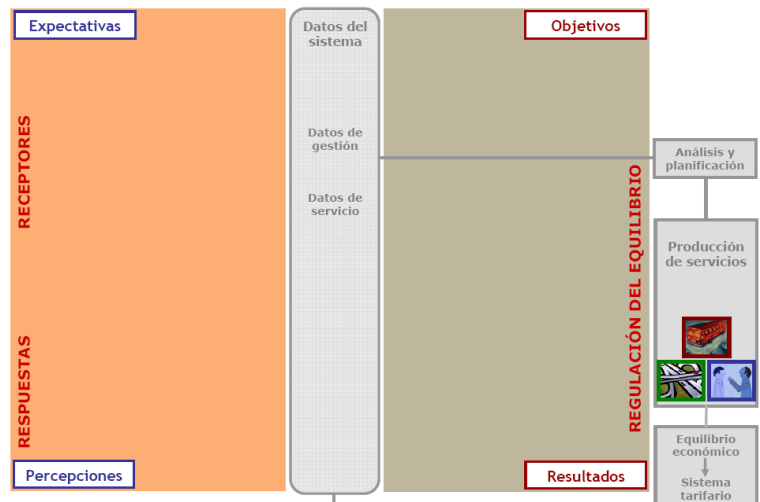 Expectativas
Datos del
sistema
Objetivos
RECEPTORES
Datos de
gestión
Análisis y
planificación
Datos de
servicio
REGULACIÓN DEL EQUILIBRIO
Producción
de servicios
RESPUESTAS
Equilibrio
económico
Percepciones
Resultados
Sistema
tarifario